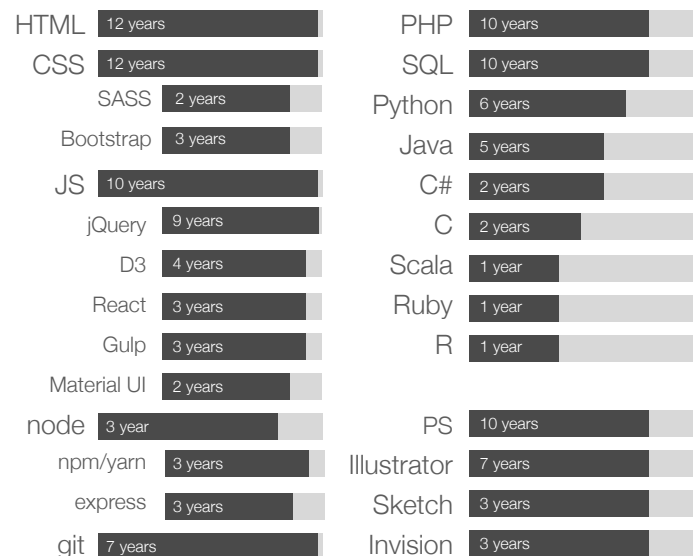 HTML 12 years
CSS 12 years
SASS 2 years
Bootstrap 3 years
JS 10 years
jQuery 9 years
D3 4 years
React 3 years
Gulp 3 years
Material UI 2 years
node 3 year
npm/yarn 3 years
express 3 years
git 7 years
PHP 10 years
SQL 10 years
Python 6 years
Java 5 years
C# 2 years
C 2 years
Scala 1 year
Ruby 1 year
R 1 year
PS 10 years
Illustrator 7 years
Sketch 3 years
Invision 3 years